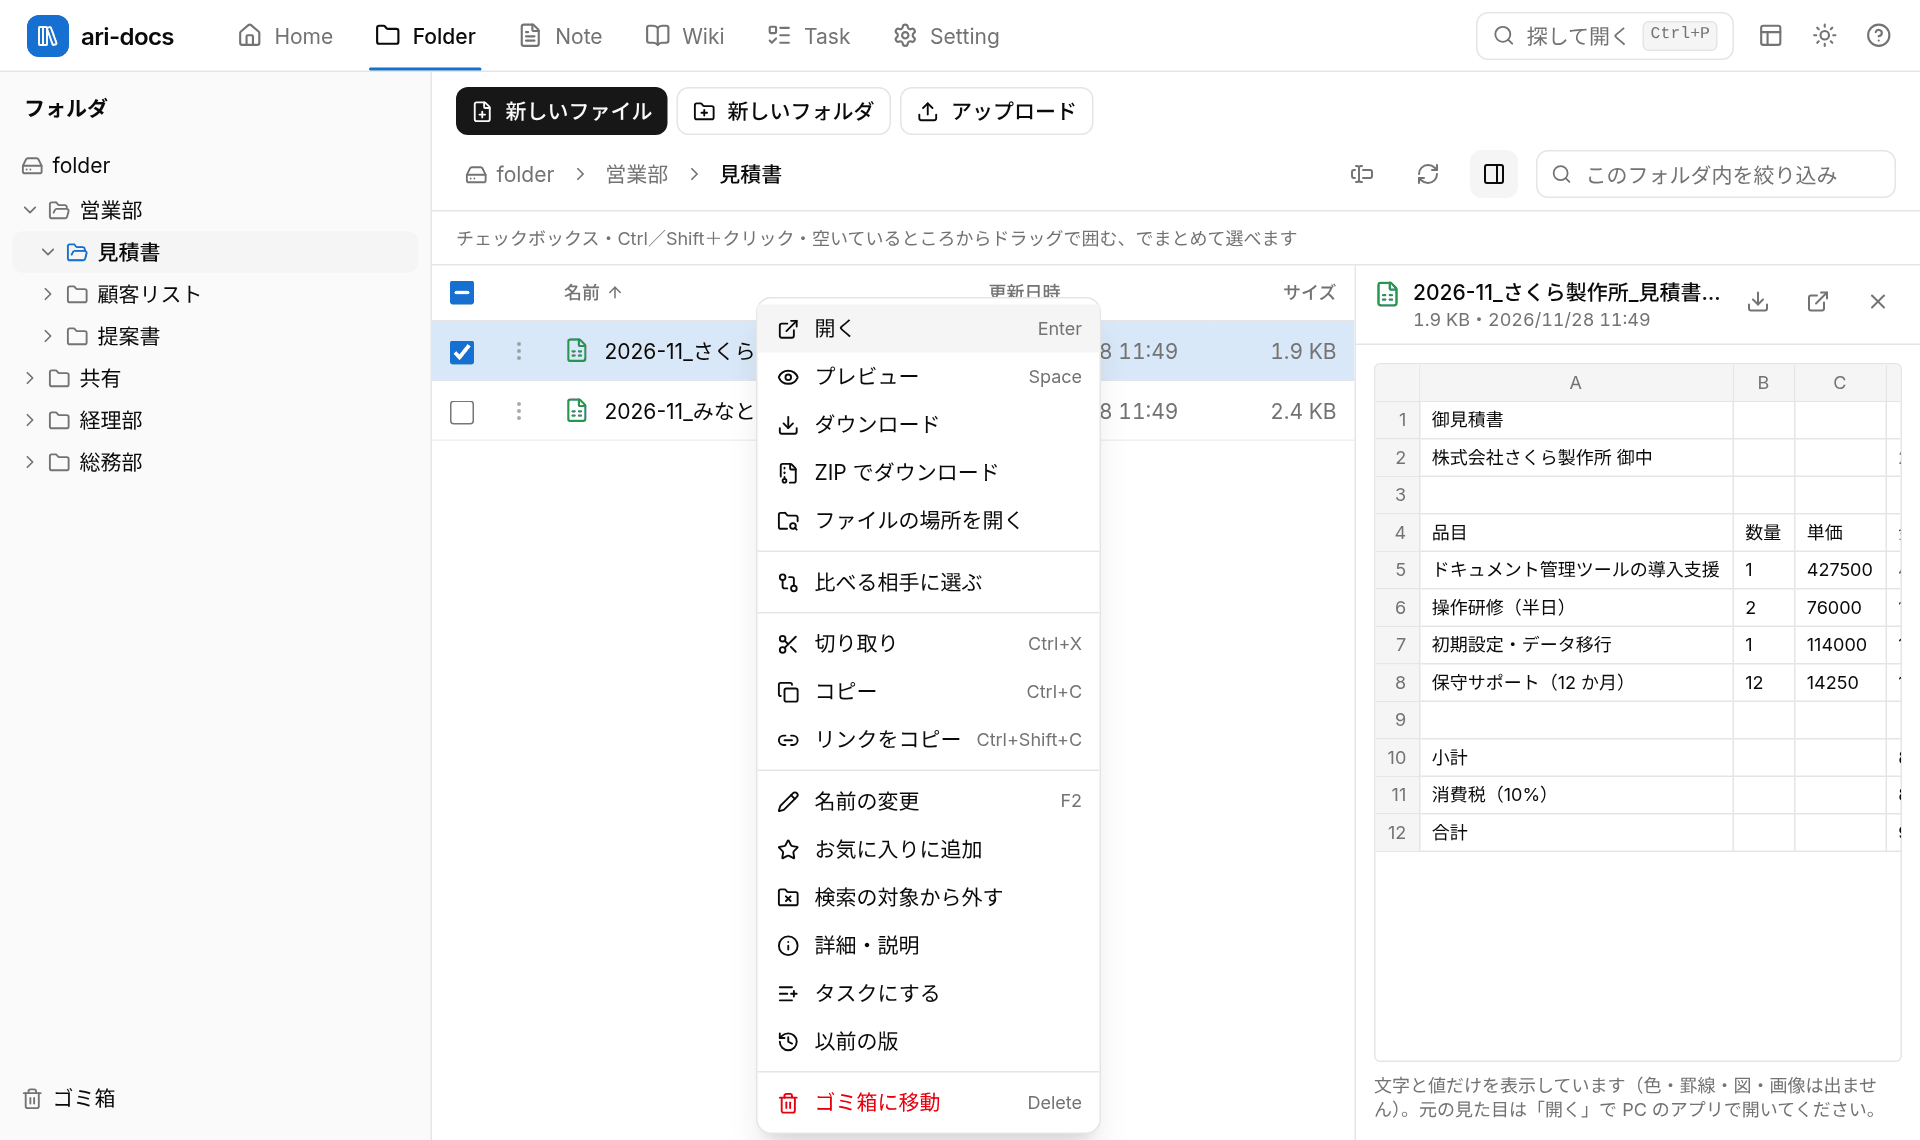 ari-docs
Home
Folder
Note
Wiki
Task
Setting
探して開く
Ctrl+P
フォルダ
folder
営業部
見積書
顧客リスト
提案書
共有
経理部
総務部
ゴミ箱
新しいファイル
新しいフォルダ
アップロード
folder
営業部
見積書
このフォルダ内を絞り込み
チェックボックス・Ctrl／Shift＋クリック・空いているところからドラッグで囲む、でまとめて選べます
名前
更新日時
サイズ
2026-11_さくら
8 11:49
1.9 KB
2026-11_みなと
8 11:49
2.4 KB
開く Enter
プレビュー Space
ダウンロード
ZIP でダウンロード
ファイルの場所を開く
比べる相手に選ぶ
切り取り Ctrl+X
コピー Ctrl+C
リンクをコピー Ctrl+Shift+C
名前の変更 F2
お気に入りに追加
検索の対象から外す
詳細・説明
タスクにする
以前の版
ゴミ箱に移動 Delete
2026-11_さくら製作所_見積書...
1.9 KB・2026/11/28 11:49
A B C
1 御見積書
2 株式会社さくら製作所 御中
3
4 品目 数量 単価
5 ドキュメント管理ツールの導入支援 1 427500
6 操作研修（半日） 2 76000
7 初期設定・データ移行 1 114000
8 保守サポート（12 か月） 12 14250
9
10 小計
11 消費税（10%）
12 合計
文字と値だけを表示しています（色・罫線・図・画像は出ませ
ん）。元の見た目は「開く」で PC のアプリで開いてください。